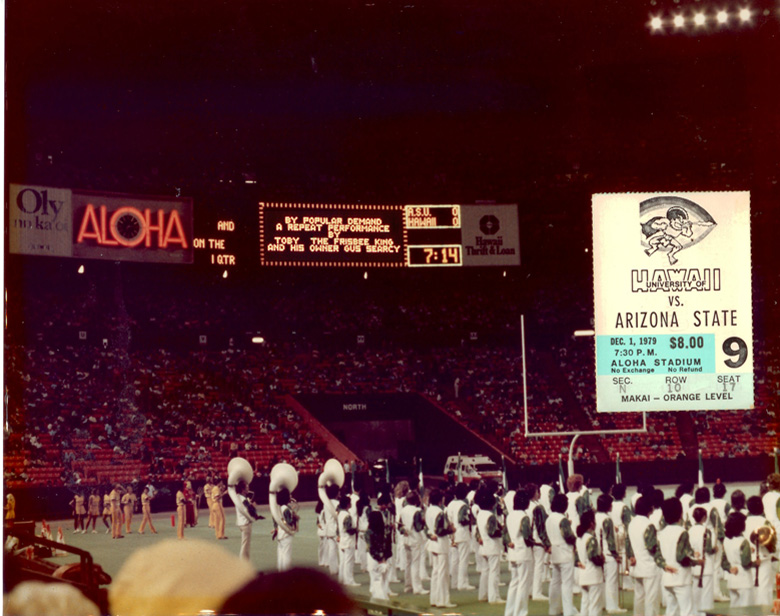 Oly
ALOHA
AND
ON THE
1 QTR
BY POPULAR DEMAND
A REPEAT PERFORMANCE
BY
TOBY THE FRISBEE KING
AND HIS OWNER GUS SEARCY
A.S.U. 0
HAWAII 0
7:14
Hawaii
Thrift & Loan
NORTH
UNIVERSITY OF
HAWAII
VS.
ARIZONA STATE
DEC. 1, 1979 $8.00
7:30 P.M.
ALOHA STADIUM
No Exchange No Refund
9
SEC. ROW SEAT
N 10 17
MAKAI - ORANGE LEVEL